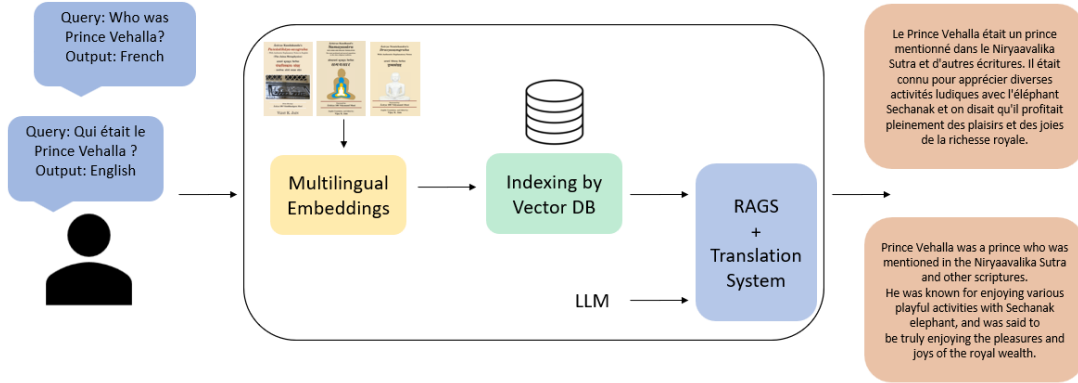 Query: Who was
Prince Vehalla?
Output: French
Query: Qui était le
Prince Vehalla ?
Output: English
Multilingual
Embeddings
Indexing by
Vector DB
RAGS
+
Translation
System
LLM
Le Prince Vehalla était un prince
mentionné dans le Niryaavalika
Sutra et d'autres écritures. Il était
connu pour apprécier diverses
activités ludiques avec l'éléphant
Sechanak et on disait qu'il profitait
pleinement des plaisirs et des joies
de la richesse royale.
Prince Vehalla was a prince who was
mentioned in the Niryaavalika Sutra
and other scriptures.
He was known for enjoying various
playful activities with Sechanak
elephant, and was said to
be truly enjoying the pleasures and
joys of the royal wealth.